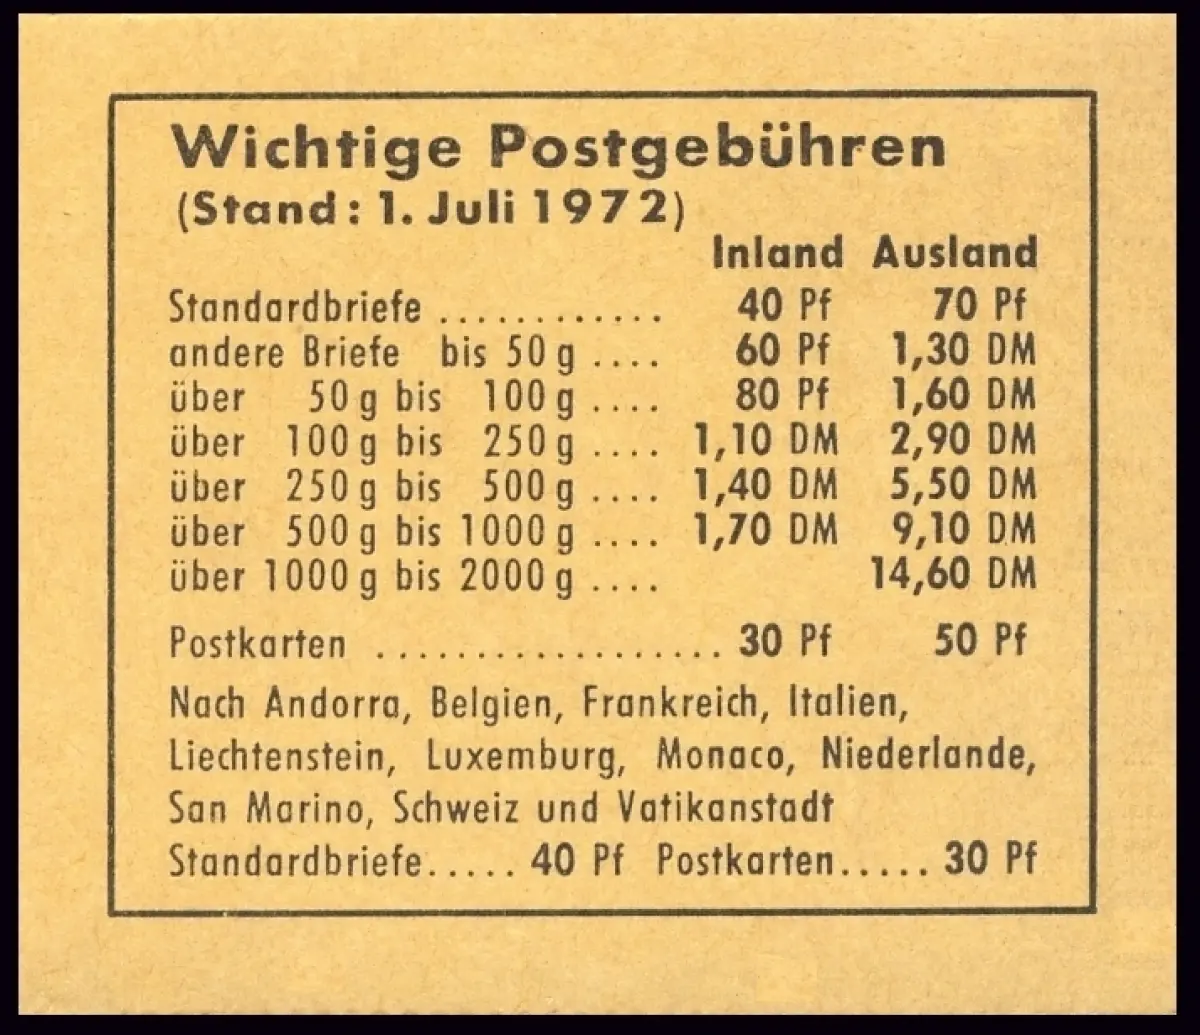 Wichtige Postgebühren
(Stand: 1. Juli 1972)
Inland Ausland
Standardbriefe ............ 40 Pf 70 Pf
andere Briefe bis 50 g .... 60 Pf 1,30 DM
über 50 g bis 100 g .... 80 Pf 1,60 DM
über 100 g bis 250 g .... 1,10 DM 2,90 DM
über 250 g bis 500 g .... 1,40 DM 5,50 DM
über 500 g bis 1000 g .... 1,70 DM 9,10 DM
über 1000 g bis 2000 g .... 14,60 DM
Postkarten .................. 30 Pf 50 Pf
Nach Andorra, Belgien, Frankreich, Italien,
Liechtenstein, Luxemburg, Monaco, Niederlande,
San Marino, Schweiz und Vatikanstadt
Standardbriefe..... 40 Pf Postkarten..... 30 Pf